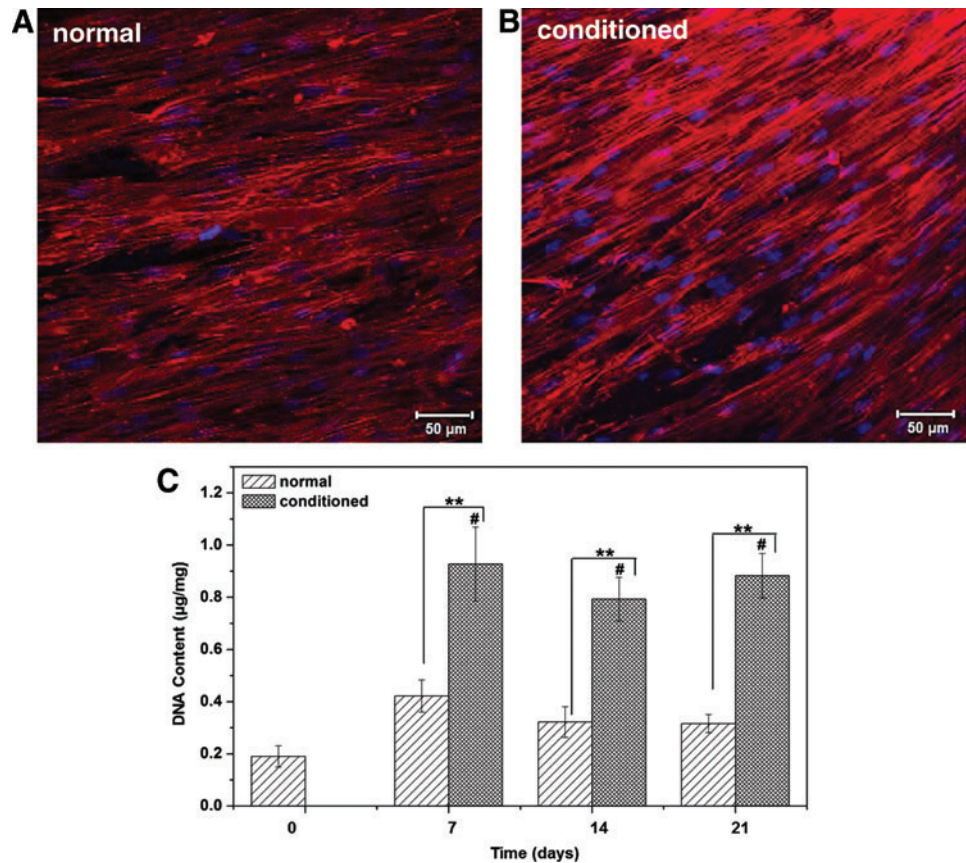 A
normal
B
conditioned
50 µm
50 µm
C
normal
conditioned
DNA Content (µg/mg)
1.2
1.0
0.8
0.6
0.4
0.2
0.0
**
#
**
#
**
#
0
7
14
21
Time (days)